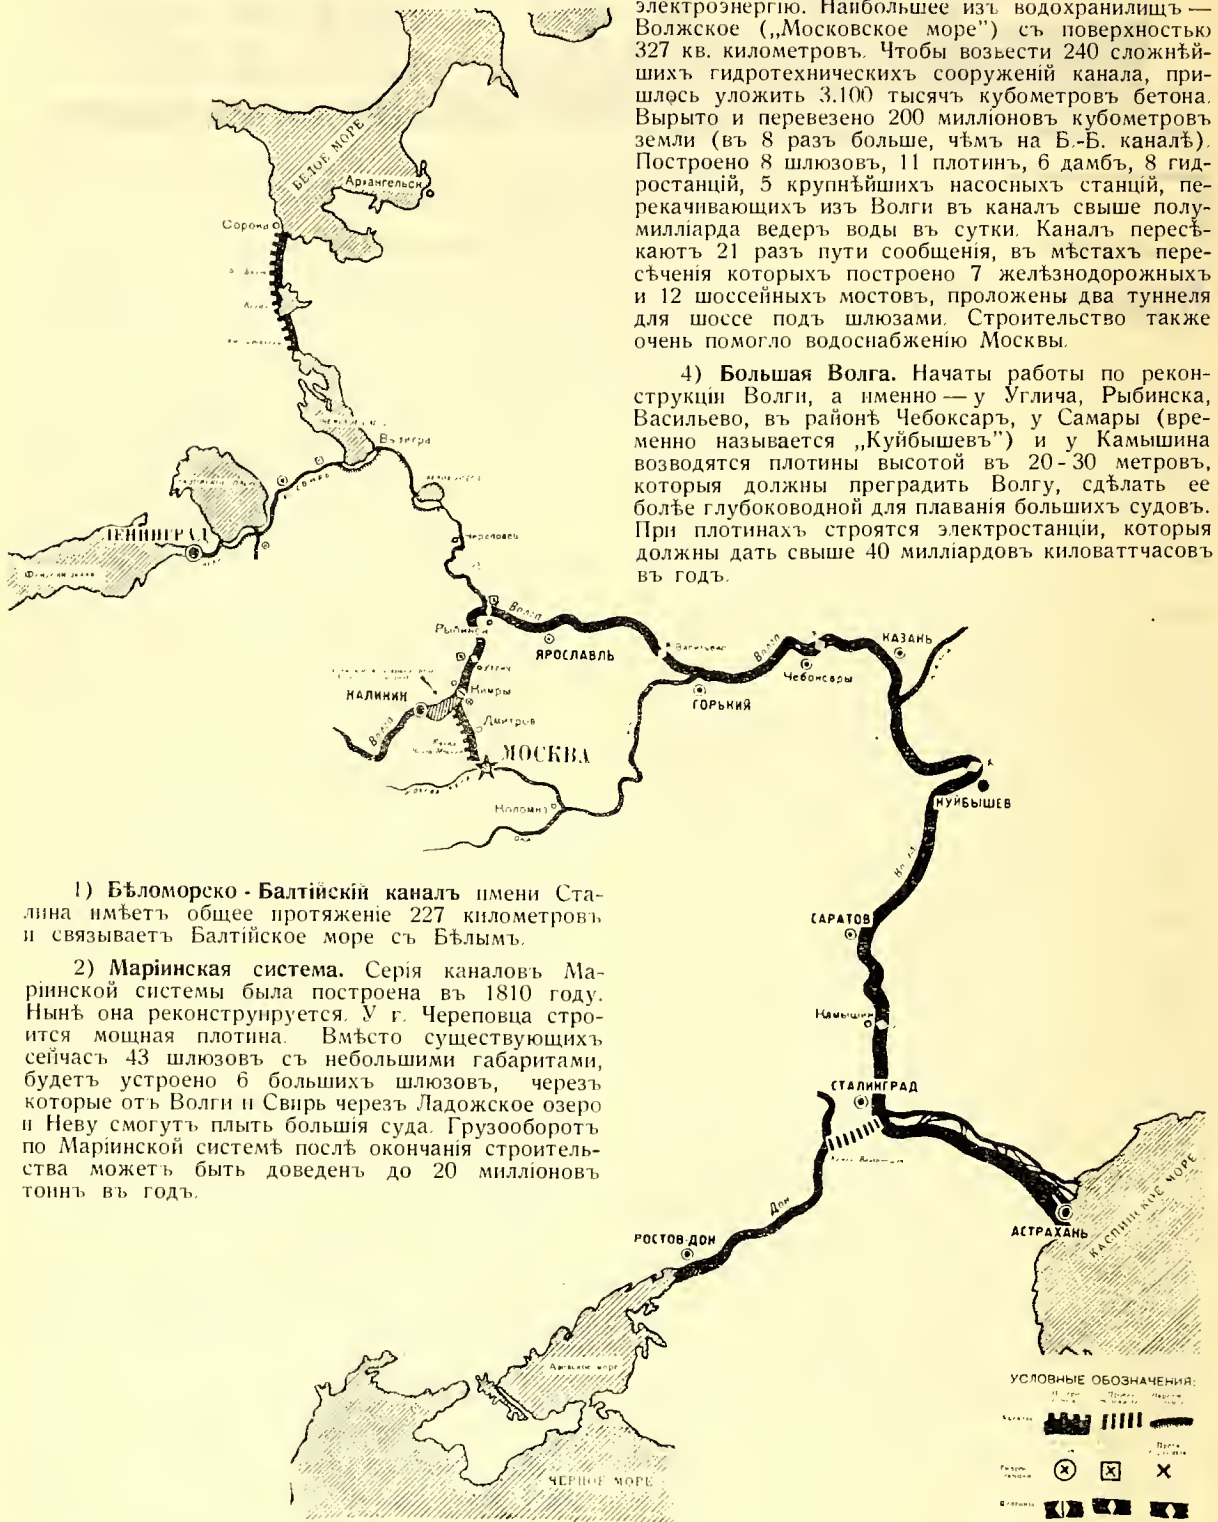 электроэнергію. Наибольшее изъ водохранилищъ —
Волжское („Московское море") съ поверхностью
327 кв. километровъ. Чтобы возьести 240 сложнѣй-
шихъ гидротехническихъ сооруженій канала, при-
шлось уложить 3.100 тысячъ кубометровъ бетона.
Вырыто и перевезено 200 милліоновъ кубометровъ
земли (въ 8 разъ больше, чѣмъ на Б.-Б. каналѣ).
Построено 8 шлюзовъ, 11 плотинъ, 6 дамбъ, 8 гид-
ростанцій, 5 крупнѣйшихъ насосныхъ станцій, пе-
рекачивающихъ изъ Волги въ каналъ свыше полу-
милліарда ведеръ воды въ сутки. Каналъ пересѣ-
каютъ 21 разъ пути сообщенія, въ мѣстахъ пере-
сѣченія которыхъ построено 7 желѣзнодорожныхъ
и 12 шоссейныхъ мостовъ, проложены два туннеля
для шоссе подъ шлюзами. Строительство также
очень помогло водоснабженію Москвы.
4) Большая Волга. Начаты работы по рекон-
струкціи Волги, а именно — у Углича, Рыбинска,
Васильево, въ районѣ Чебоксаръ, у Самары (вре-
менно называется „Куйбышевъ") и у Камышина
возводятся плотины высотой въ 20-30 метровъ,
которыя должны преградить Волгу, сдѣлать ее
болѣе глубоководной для плаванія большихъ судовъ.
При плотинахъ строятся электростанціи, которыя
должны дать свыше 40 милліардовъ киловаттчасовъ
въ годъ.
БЕЛОЕ МОРЕ
Архангельск
Сорока
Вытегра
ЛЕНИНГРАД
Череповец
Рыбинск
Волга
ЯРОСЛАВЛЬ
Васильево
Волга
Чебоксары
КАЗАНЬ
ГОРЬКИЙ
Углич
КАЛИНИН
Кимры
Волга
Дмитров
МОСКВА
Коломна
Ока
КУЙБЫШЕВ
Волга
САРАТОВ
Камышин
СТАЛИНГРАД
Дон
РОСТОВ-ДОН
АСТРАХАНЬ
КАСПИЙСКОЕ МОРЕ
Азовское море
ЧЕРНОЕ МОРЕ
1) Бѣломорско - Балтійскій каналъ имени Ста-
лина имѣетъ общее протяженіе 227 километровъ
и связываетъ Балтійское море съ Бѣлымъ.
2) Маріинская система. Серія каналовъ Ма-
ріинской системы была построена въ 1810 году.
Нынѣ она реконструируется. У г. Череповца стро-
ится мощная плотина. Вмѣсто существующихъ
сейчасъ 43 шлюзовъ съ небольшими габаритами,
будетъ устроено 6 большихъ шлюзовъ, черезъ
которые отъ Волги и Свирь черезъ Ладожское озеро
и Неву смогутъ плыть большія суда. Грузооборотъ
по Маріинской системѣ послѣ окончанія строитель-
ства можетъ быть доведенъ до 20 милліоновъ
тоннъ въ годъ.
УСЛОВНЫЕ ОБОЗНАЧЕНИЯ: